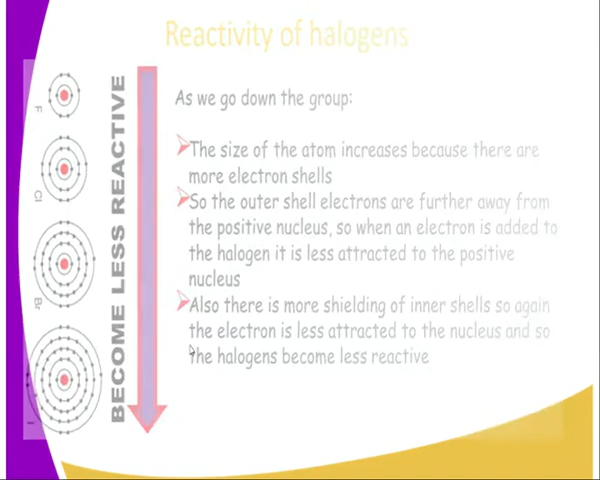 Reactivity of halogens
F
Cl
Br
I
BECOME LESS REACTIVE
As we go down the group:
The size of the atom increases because there are
more electron shells
So the outer shell electrons are further away from
the positive nucleus, so when an electron is added to
the halogen it is less attracted to the positive
nucleus
Also there is more shielding of inner shells so again
the electron is less attracted to the nucleus and so
the halogens become less reactive